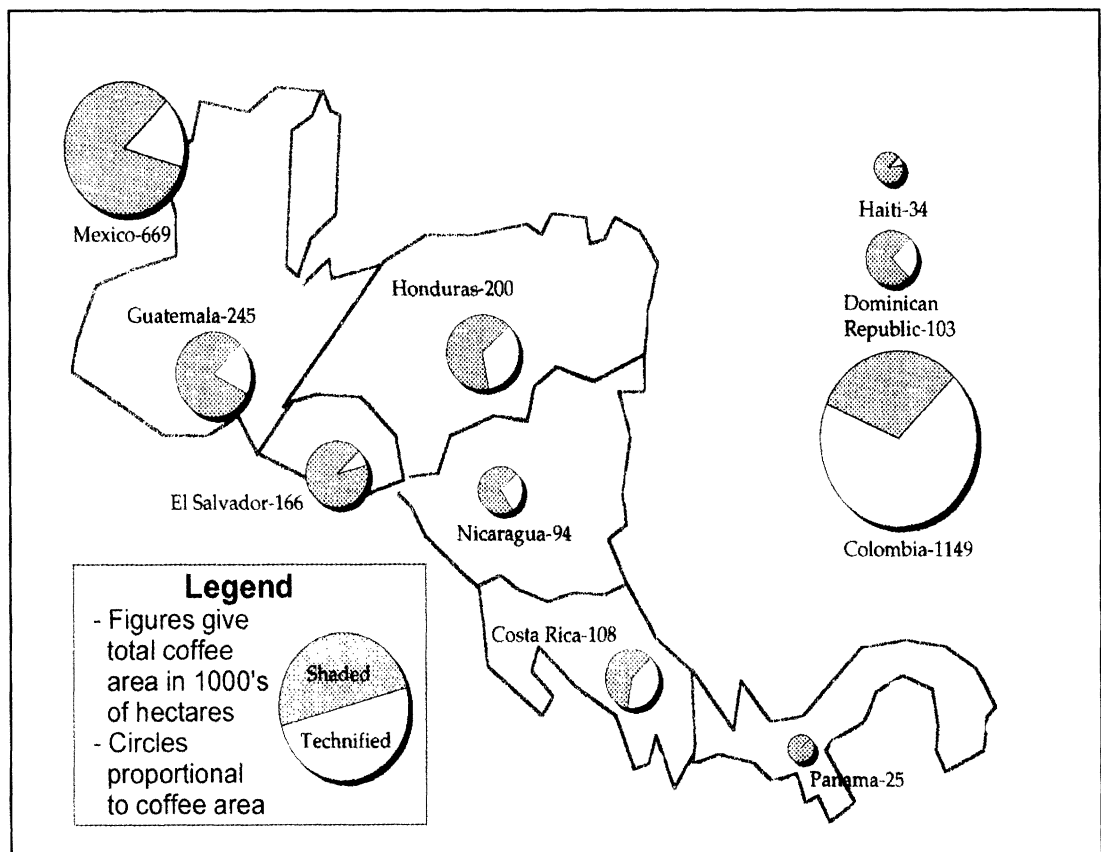 Haiti-34
Mexico-669
Dominican
Republic-103
Honduras-200
Guatemala-245
El Salvador-166
Nicaragua-94
Colombia-1149
Costa Rica-108
Panama-25
Legend
- Figures give
total coffee
area in 1000's
of hectares
- Circles
proportional
to coffee area
Shaded
Technified